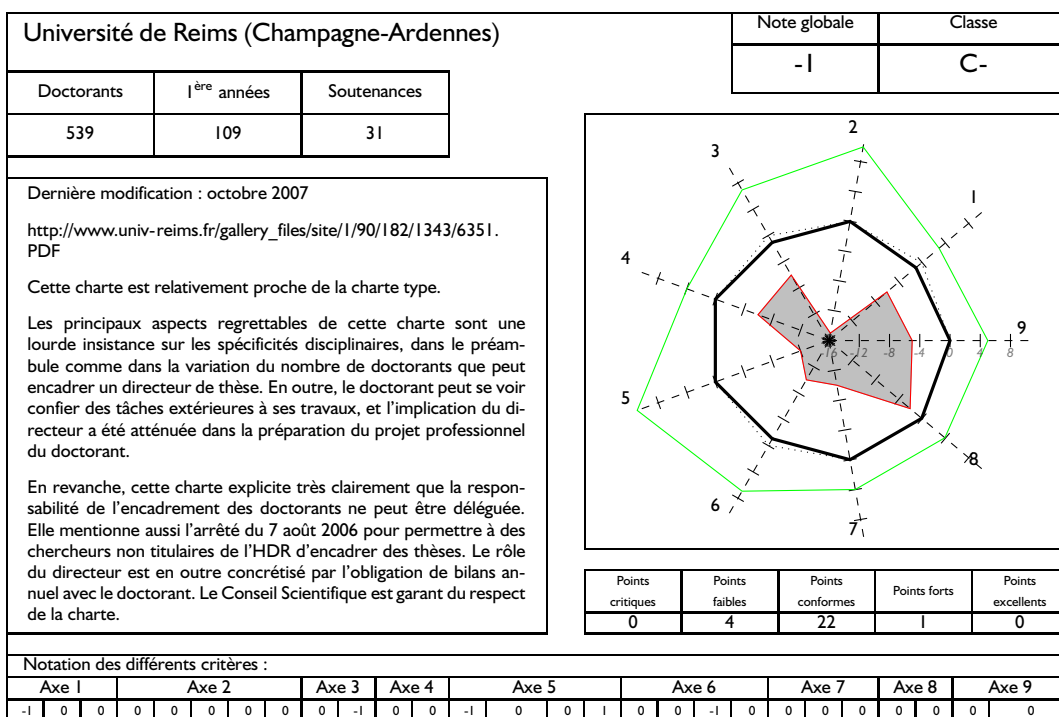 Université de Reims (Champagne-Ardennes)
Note globale Classe
-1 C-
Doctorants 1ère années Soutenances
539 109 31
Dernière modification : octobre 2007
http://www.univ-reims.fr/gallery_files/site/1/90/182/1343/6351.
PDF
Cette charte est relativement proche de la charte type.
Les principaux aspects regrettables de cette charte sont une
lourde insistance sur les spécificités disciplinaires, dans le préam-
bule comme dans la variation du nombre de doctorants que peut
encadrer un directeur de thèse. En outre, le doctorant peut se voir
confier des tâches extérieures à ses travaux, et l'implication du di-
recteur a été atténuée dans la préparation du projet professionnel
du doctorant.
En revanche, cette charte explicite très clairement que la respon-
sabilité de l'encadrement des doctorants ne peut être déléguée.
Elle mentionne aussi l'arrêté du 7 août 2006 pour permettre à des
chercheurs non titulaires de l'HDR d'encadrer des thèses. Le rôle
du directeur est en outre concrétisé par l'obligation de bilans an-
nuel avec le doctorant. Le Conseil Scientifique est garant du respect
de la charte.
2
3
1
4
9
-16 -12 -8 -4 0 4 8
5
8
6
7
Points critiques Points faibles Points conformes Points forts Points excellents
0 4 22 1 0
Notation des différents critères :
Axe 1 Axe 2 Axe 3 Axe 4 Axe 5 Axe 6 Axe 7 Axe 8 Axe 9
-1 0 0 0 0 0 0 0 0 -1 0 0 -1 0 0 1 0 0 -1 0 0 0 0 0 0 0 0